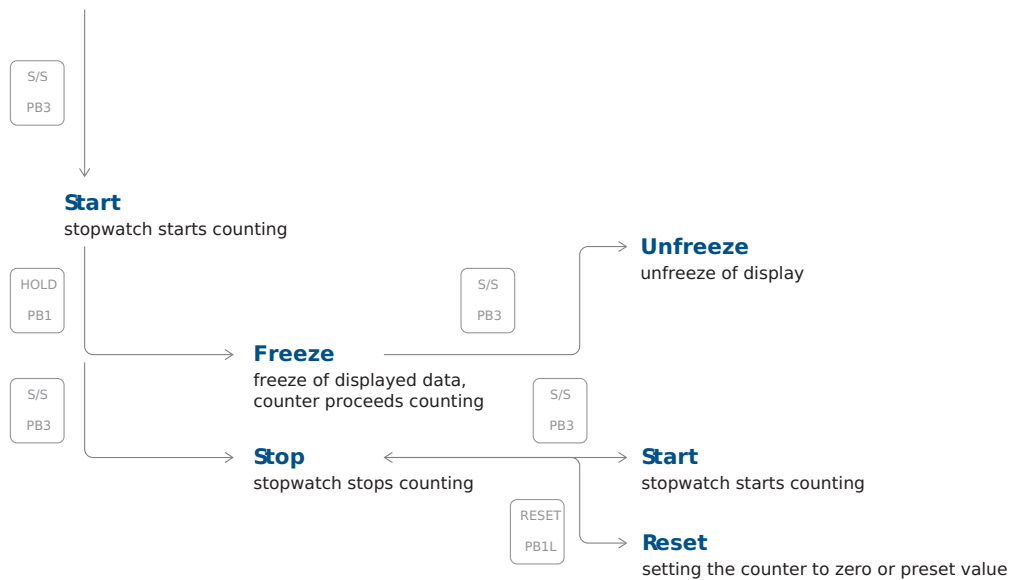 S/S
PB3
Start
stopwatch starts counting
HOLD
PB1
S/S
PB3
Unfreeze
unfreeze of display
Freeze
freeze of displayed data,
counter proceeds counting
S/S
PB3
S/S
PB3
Stop
stopwatch stops counting
Start
stopwatch starts counting
RESET
PB1L
Reset
setting the counter to zero or preset value